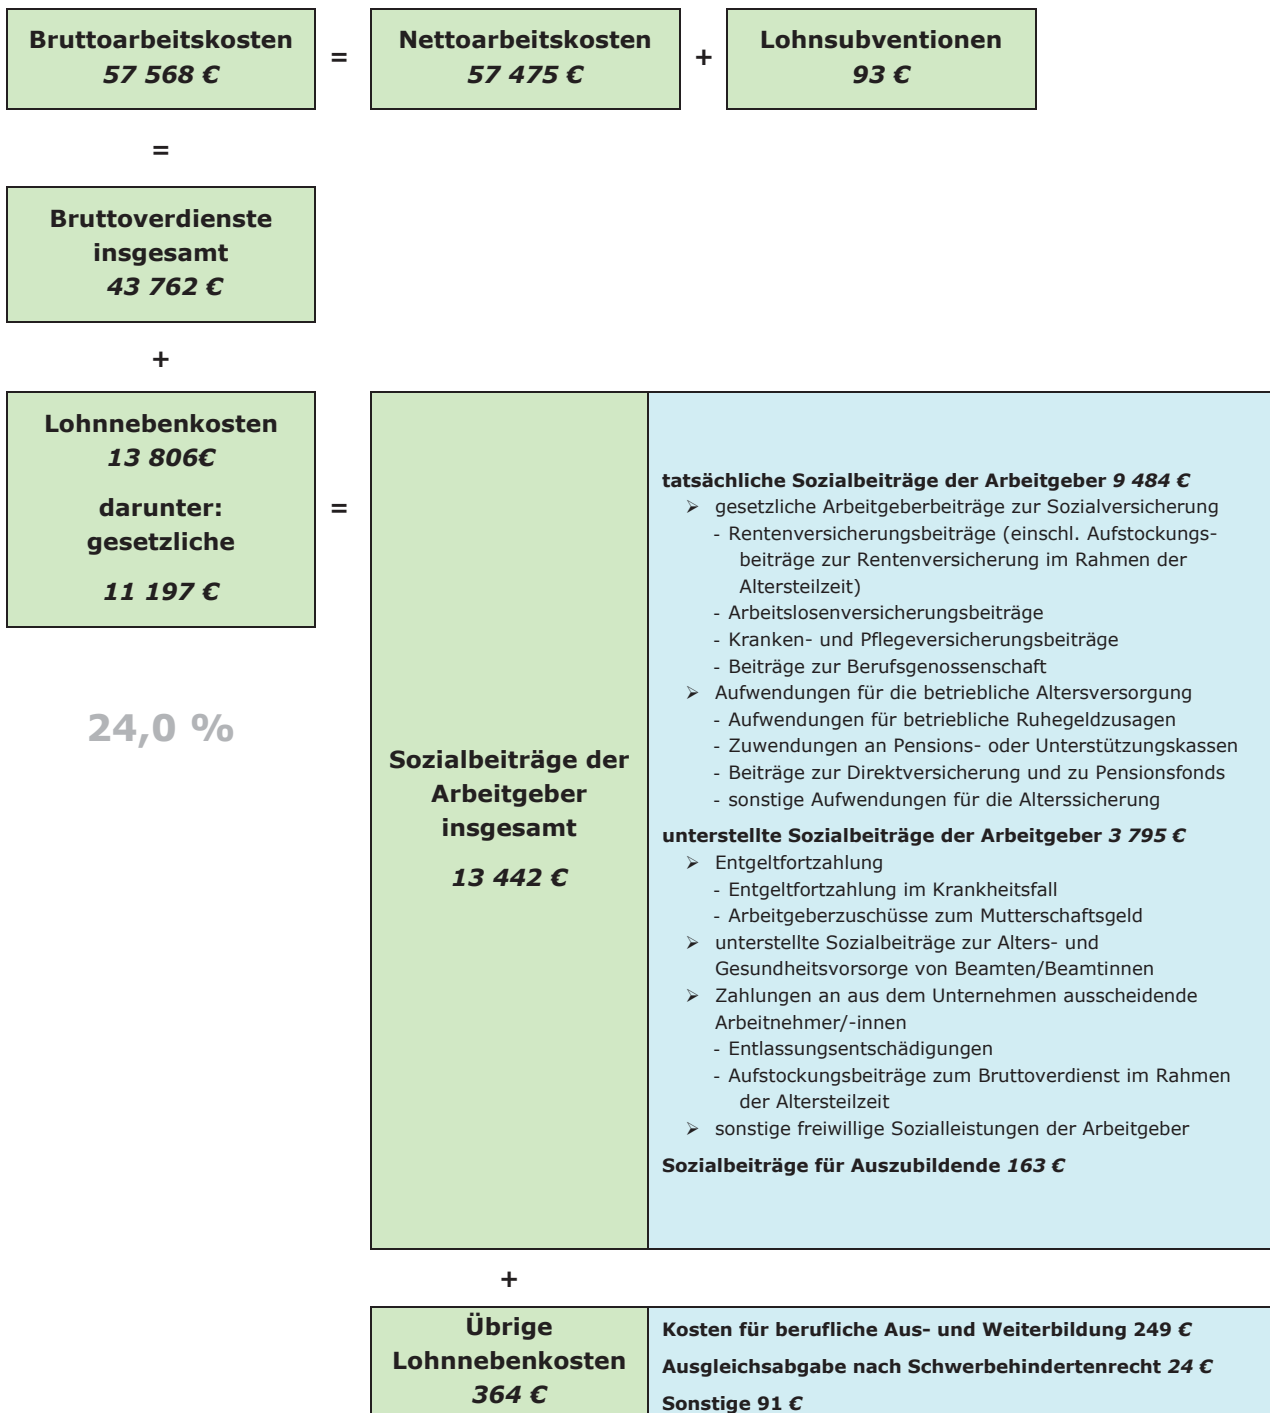 Bruttoarbeitskosten
57 568 €
=
Nettoarbeitskosten
57 475 €
+
Lohnsubventionen
93 €
=
Bruttoverdienste
insgesamt
43 762 €
+
Lohnnebenkosten
13 806€
darunter:
gesetzliche
11 197 €
=
24,0 %
Sozialbeiträge der
Arbeitgeber
insgesamt
13 442 €
tatsächliche Sozialbeiträge der Arbeitgeber 9 484 €
➢ gesetzliche Arbeitgeberbeiträge zur Sozialversicherung
- Rentenversicherungsbeiträge (einschl. Aufstockungs-
beiträge zur Rentenversicherung im Rahmen der
Altersteilzeit)
- Arbeitslosenversicherungsbeiträge
- Kranken- und Pflegeversicherungsbeiträge
- Beiträge zur Berufsgenossenschaft
➢ Aufwendungen für die betriebliche Altersversorgung
- Aufwendungen für betriebliche Ruhegeldzusagen
- Zuwendungen an Pensions- oder Unterstützungskassen
- Beiträge zur Direktversicherung und zu Pensionsfonds
- sonstige Aufwendungen für die Alterssicherung
unterstellte Sozialbeiträge der Arbeitgeber 3 795 €
➢ Entgeltfortzahlung
- Entgeltfortzahlung im Krankheitsfall
- Arbeitgeberzuschüsse zum Mutterschaftsgeld
➢ unterstellte Sozialbeiträge zur Alters- und
Gesundheitsvorsorge von Beamten/Beamtinnen
➢ Zahlungen an aus dem Unternehmen ausscheidende
Arbeitnehmer/-innen
- Entlassungsentschädigungen
- Aufstockungsbeiträge zum Bruttoverdienst im Rahmen
der Altersteilzeit
➢ sonstige freiwillige Sozialleistungen der Arbeitgeber
Sozialbeiträge für Auszubildende 163 €
+
Übrige
Lohnnebenkosten
364 €
Kosten für berufliche Aus- und Weiterbildung 249 €
Ausgleichsabgabe nach Schwerbehindertenrecht 24 €
Sonstige 91 €